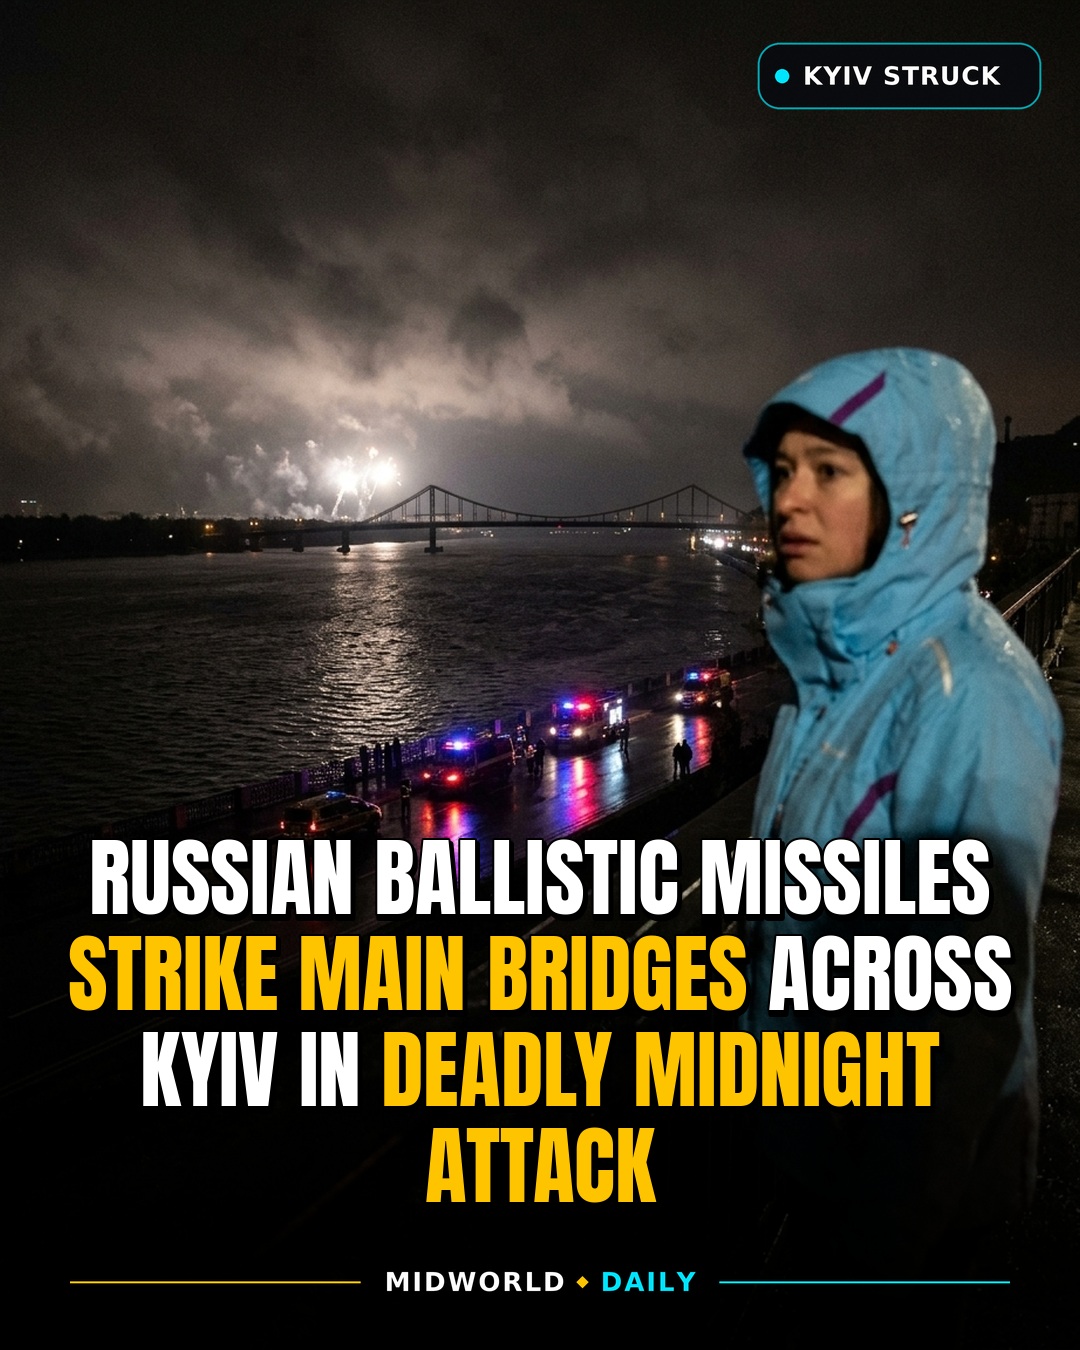 KYIV STRUCK
RUSSIAN BALLISTIC MISSILES
STRIKE MAIN BRIDGES ACROSS
KYIV IN DEADLY MIDNIGHT
ATTACK
MIDWORLD DAILY